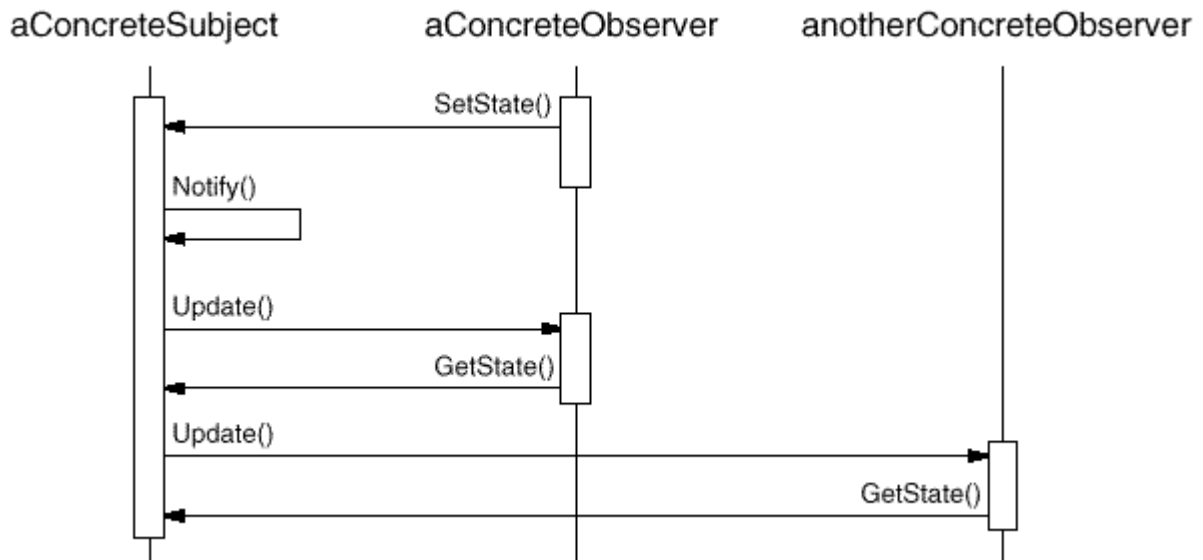 aConcreteSubject
aConcreteObserver
anotherConcreteObserver
SetState()
Notify()
Update()
GetState()
Update()
GetState()